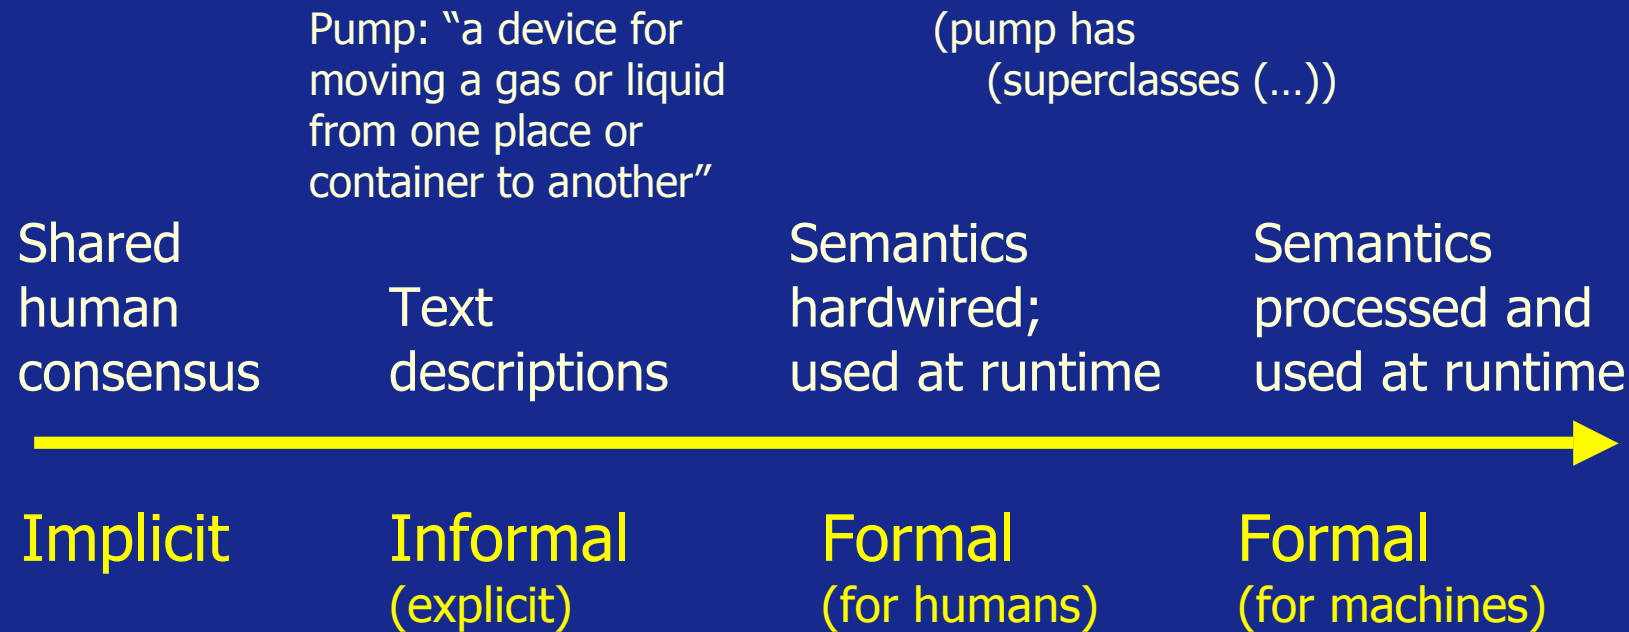 Pump: “a device for
moving a gas or liquid
from one place or
container to another”
(pump has
(superclasses (…))
Shared
human
consensus
Text
descriptions
Semantics
hardwired;
used at runtime
Semantics
processed and
used at runtime
Implicit
Informal
(explicit)
Formal
(for humans)
Formal
(for machines)